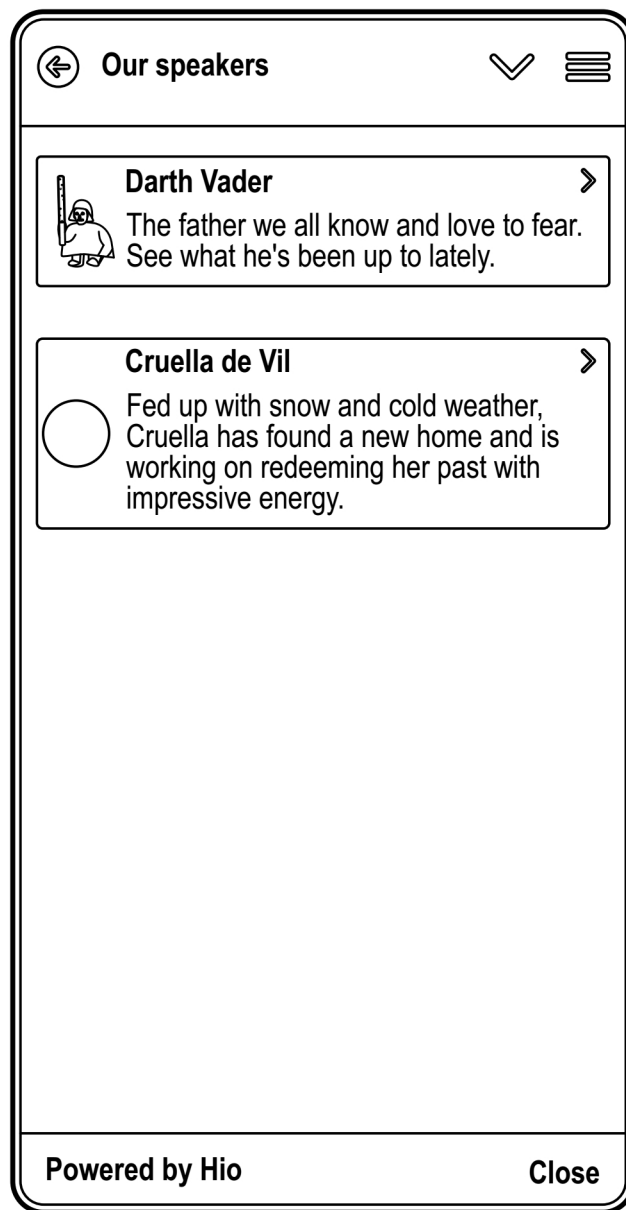 Our speakers
Darth Vader
The father we all know and love to fear.
See what he's been up to lately.
Cruella de Vil
Fed up with snow and cold weather,
Cruella has found a new home and is
working on redeeming her past with
impressive energy.
Powered by Hio
Close